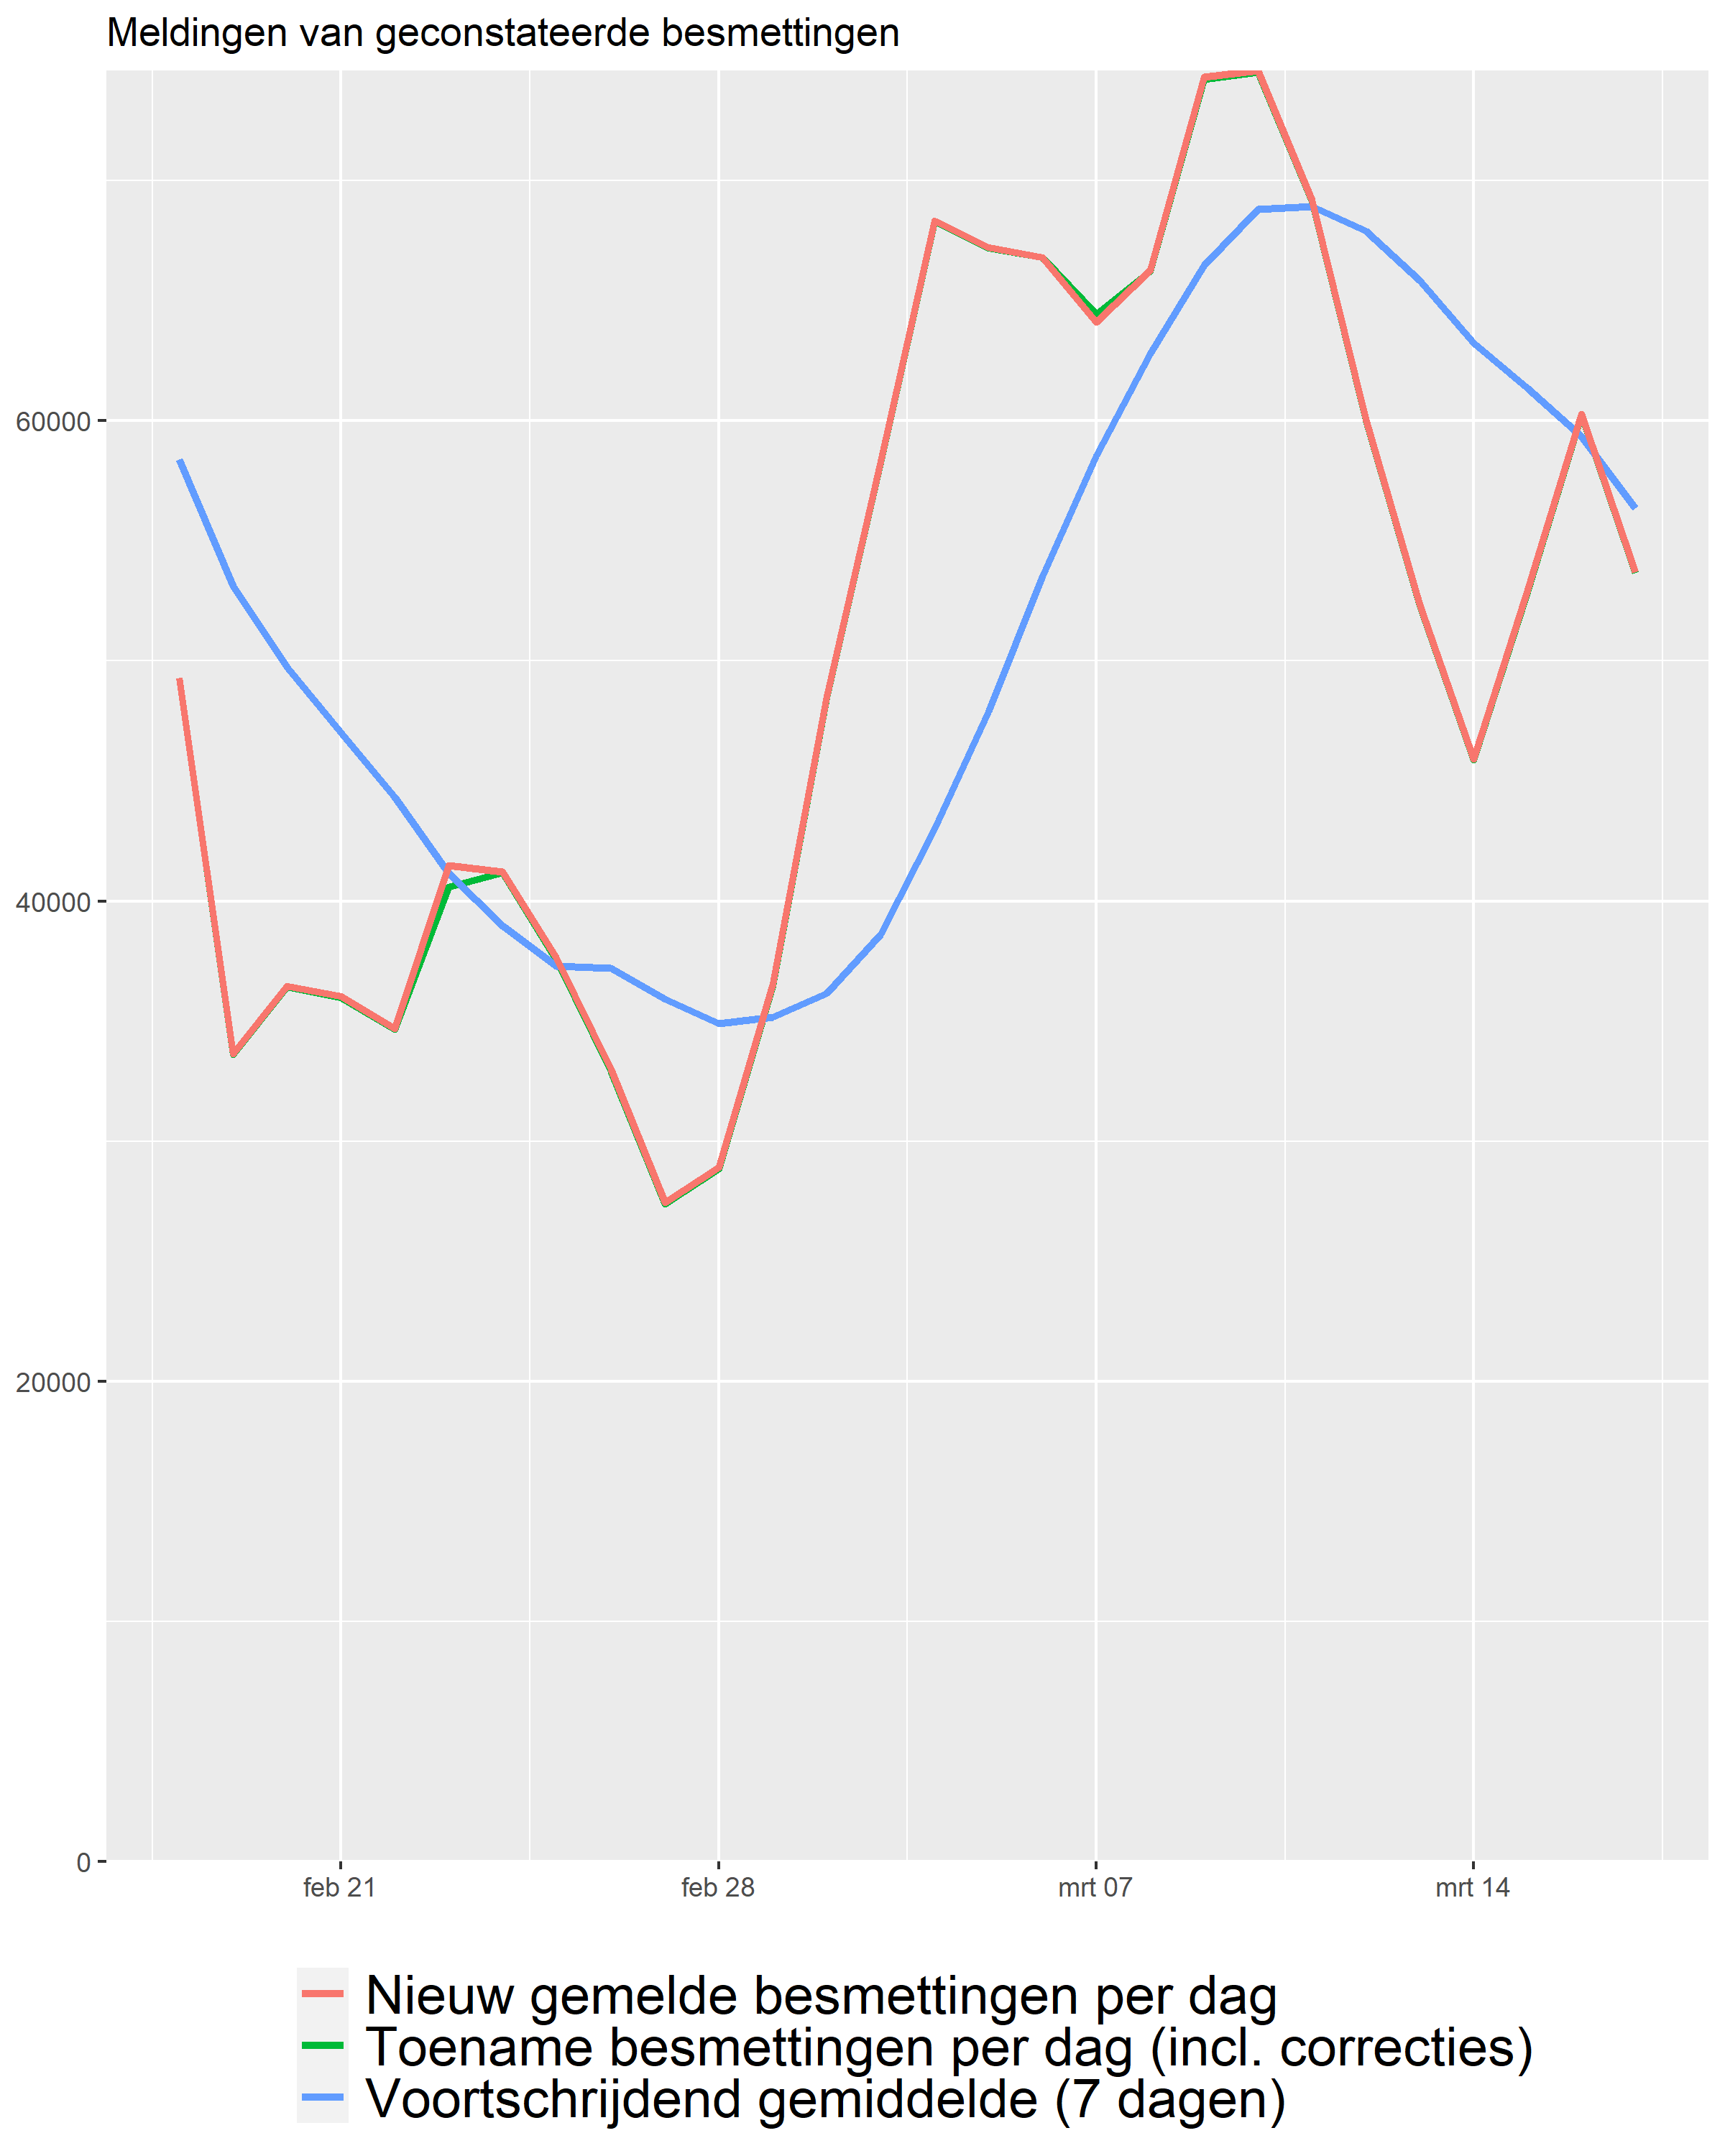 Meldingen van geconstateerde besmettingen
60000
40000
20000
0
feb 21 feb 28 mrt 07 mrt 14
Nieuw gemelde besmettingen per dag
Toename besmettingen per dag (incl. correcties)
Voortschrijdend gemiddelde (7 dagen)